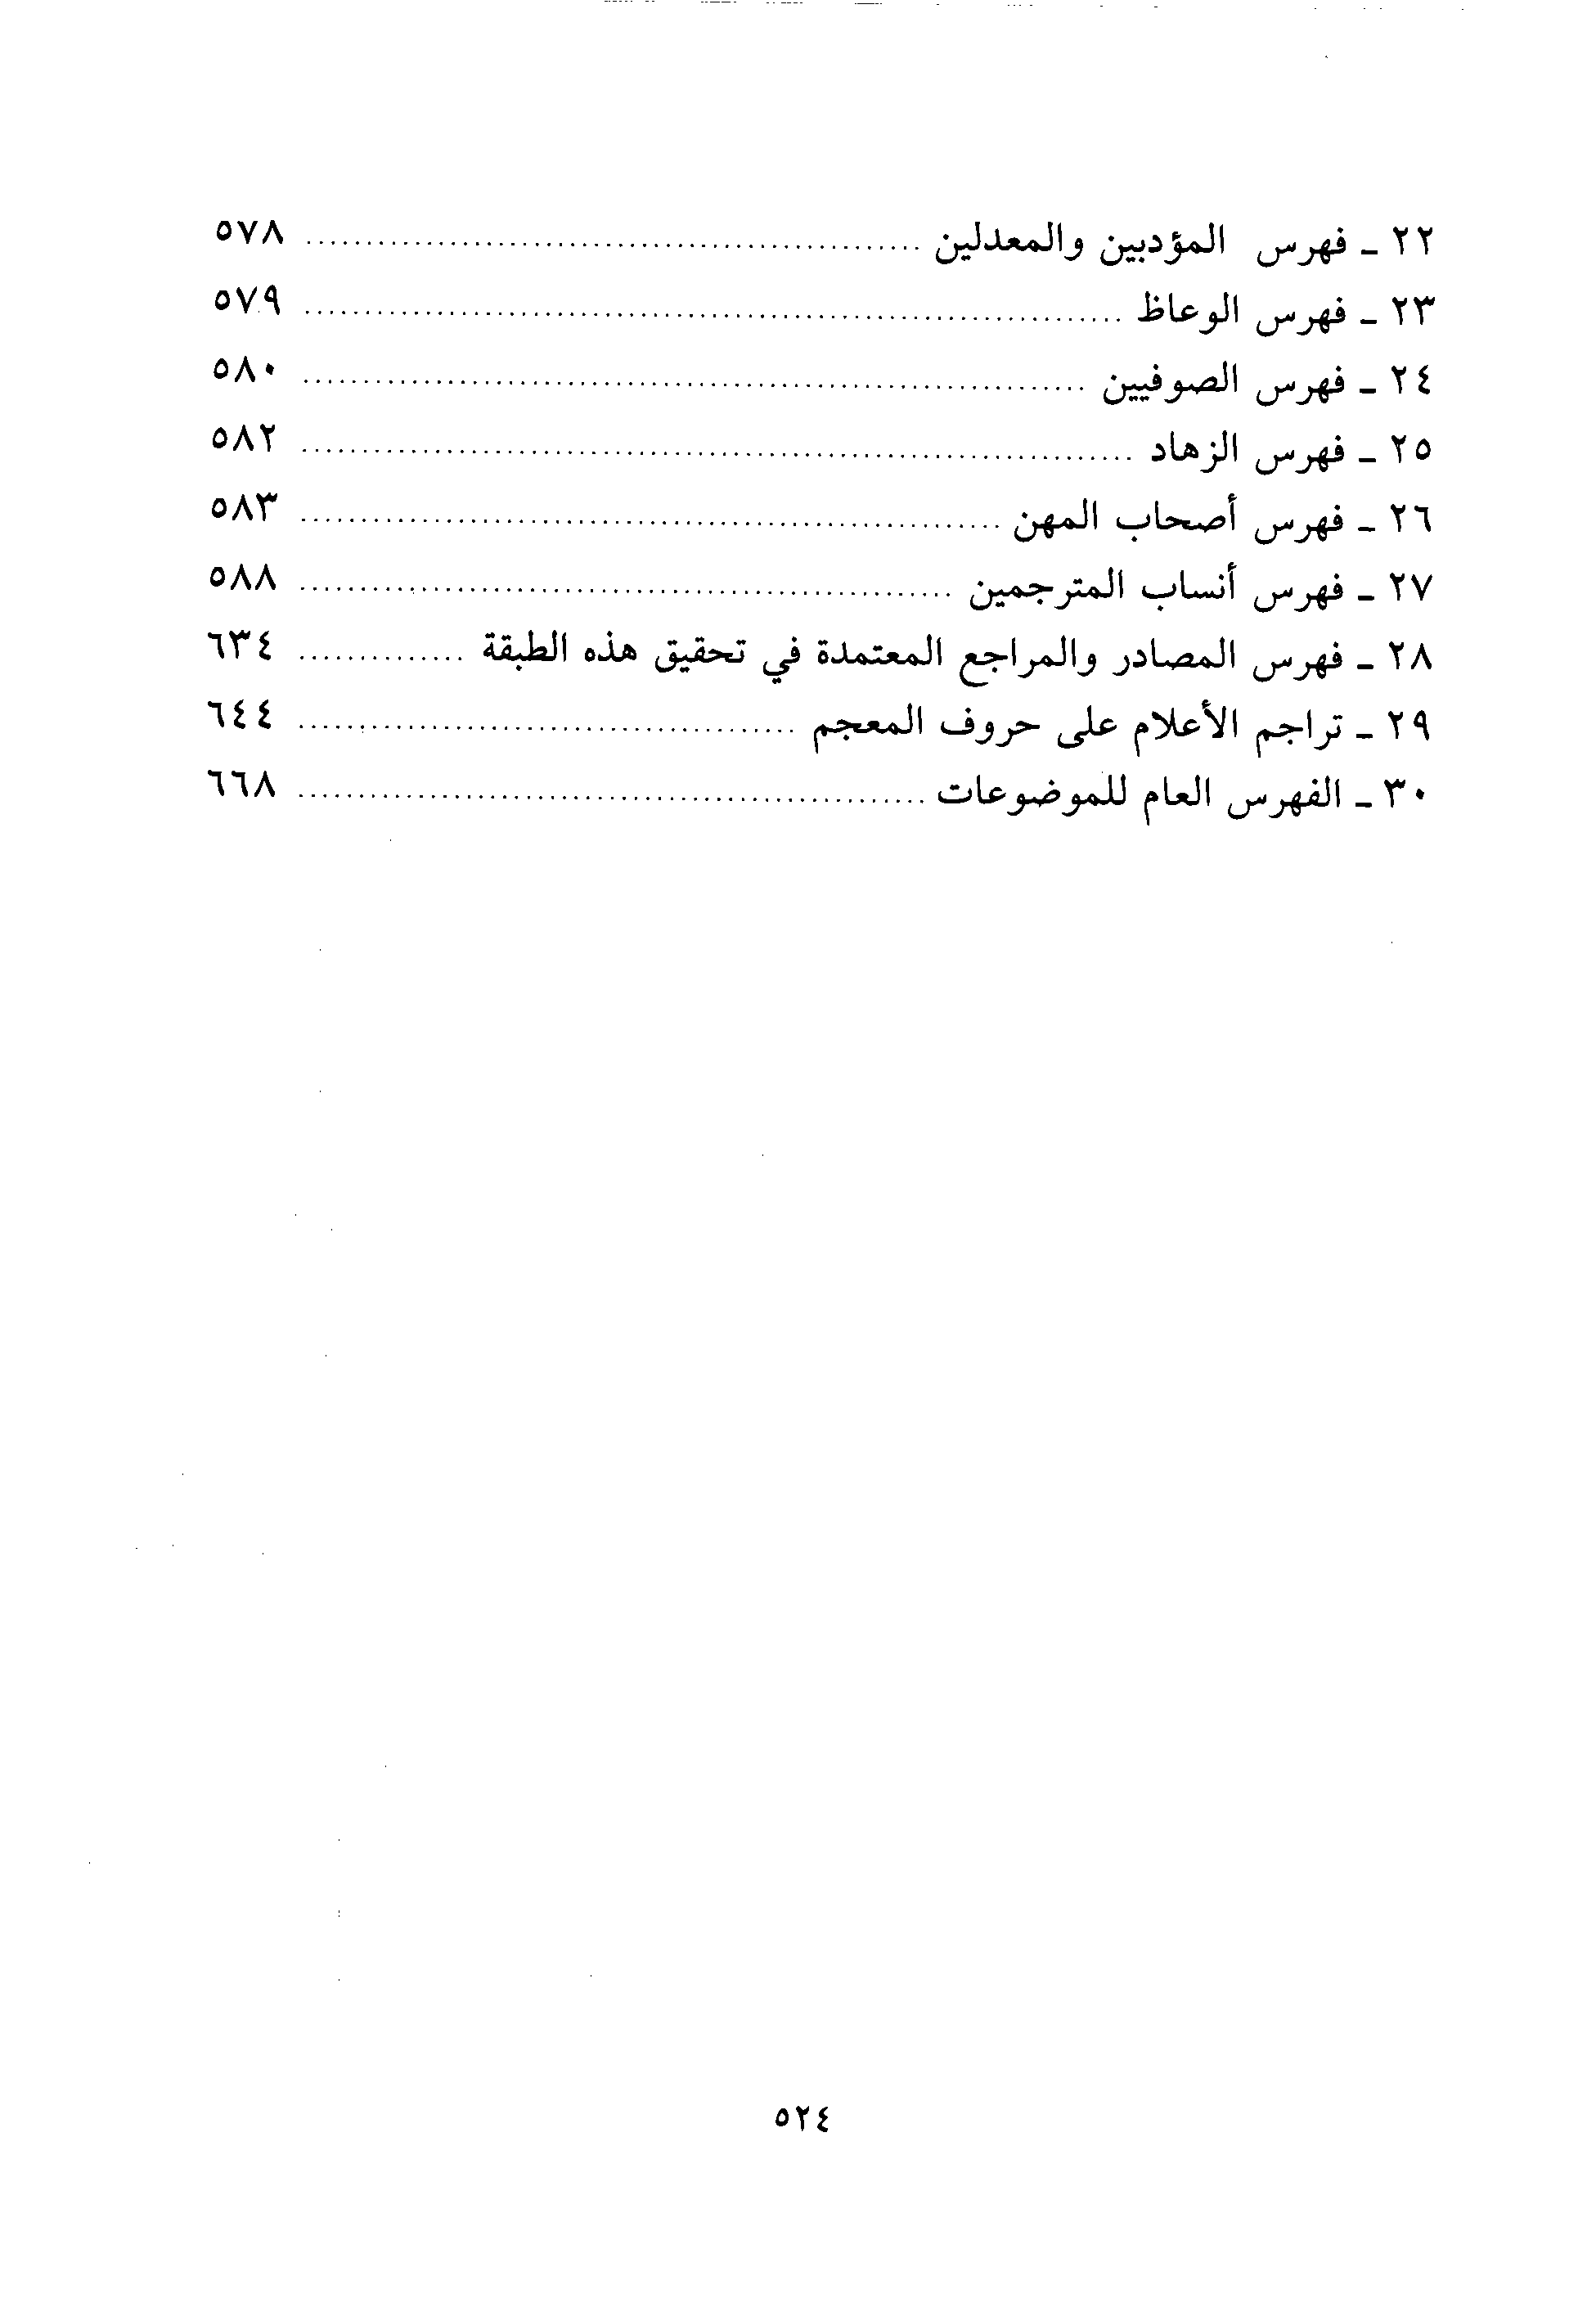 ٢٢ - فهرس المؤدبين والمعدلين ................ ٥٧٨
٢٣ - فهرس الوعاظ ................ ٥٧٩
٢٤ - فهرس الصوفيين ................ ٥٨٠
٢٥ - فهرس الزهاد ................ ٥٨٢
٢٦ - فهرس أصحاب المهن ................ ٥٨٣
٢٧ - فهرس أنساب المترجمين ................ ٥٨٨
٢٨ - فهرس المصادر والمراجع المعتمدة في تحقيق هذه الطبقة ................ ٦٣٤
٢٩ - تراجم الأعلام على حروف المعجم ................ ٦٤٤
٣٠ - الفهرس العام للموضوعات ................ ٦٦٨
٥٢٤